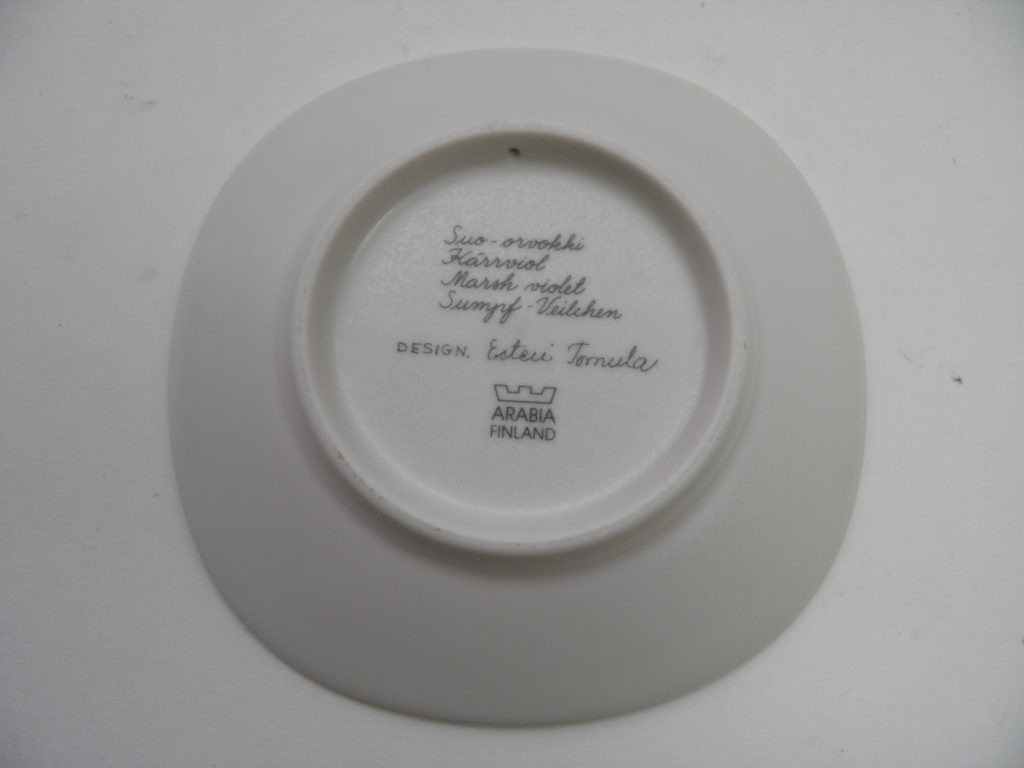 Suo-orvokki
Kärrviol
Marsh violet
Sumpf-Veilchen
DESIGN. Esteri Tomula
ARABIA
FINLAND